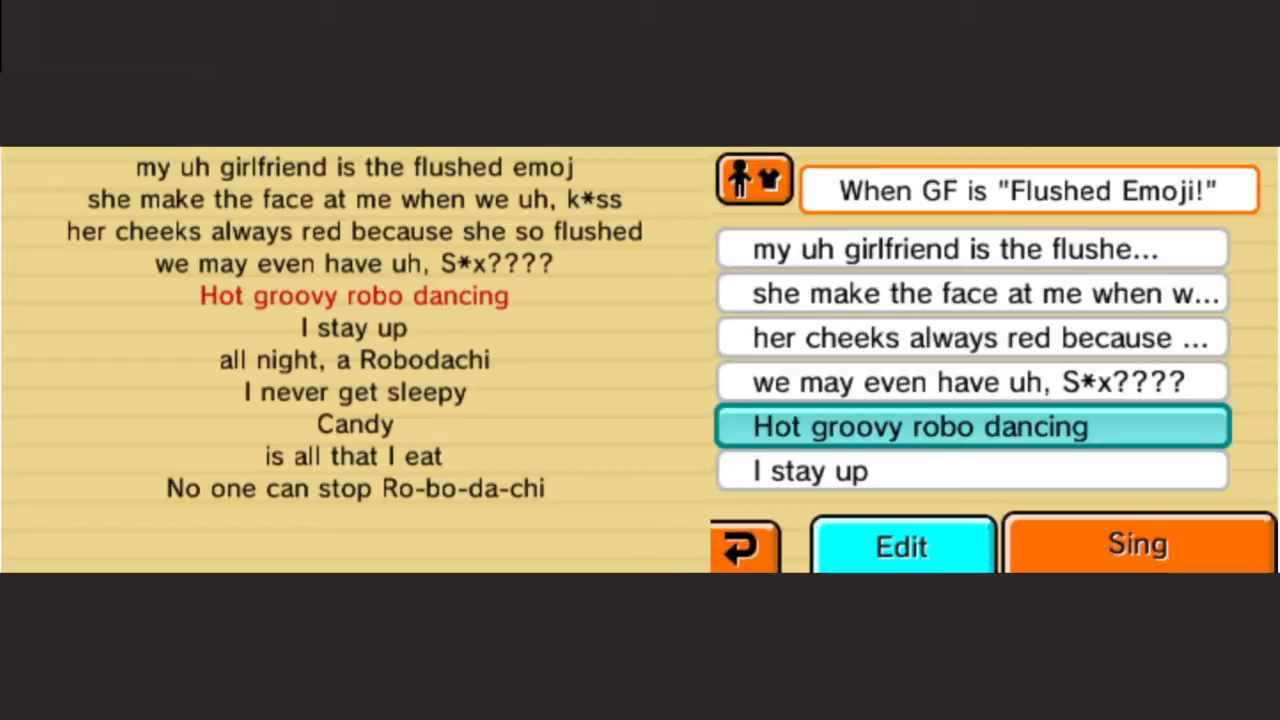 my uh girlfriend is the flushed emoj
she make the face at me when we uh, k*ss
her cheeks always red because she so flushed
we may even have uh, S*x????
Hot groovy robo dancing
I stay up
all night, a Robodachi
I never get sleepy
Candy
is all that I eat
No one can stop Ro-bo-da-chi
When GF is "Flushed Emoji!"
my uh girlfriend is the flushe...
she make the face at me when w...
her cheeks always red because ...
we may even have uh, S*x????
Hot groovy robo dancing
I stay up
Edit
Sing